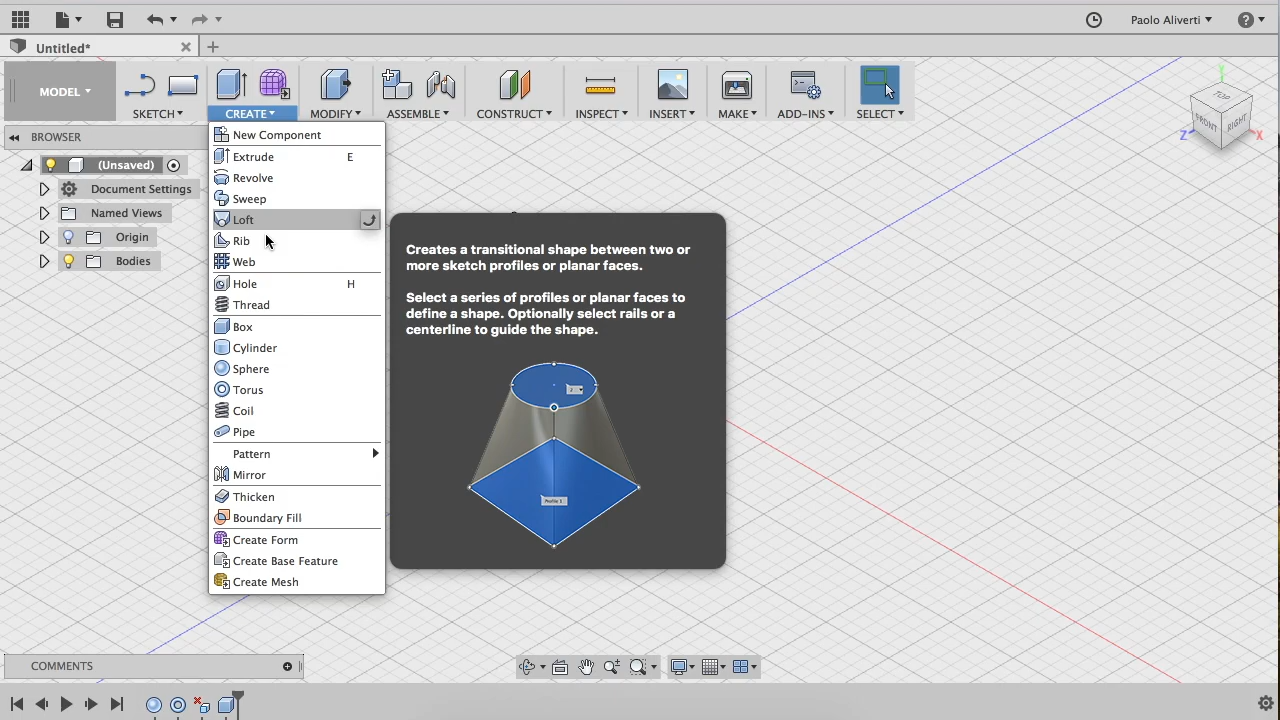 Paolo Aliverti
Untitled*
MODEL
SKETCH
CREATE
MODIFY
ASSEMBLE
CONSTRUCT
INSPECT
INSERT
MAKE
ADD-INS
SELECT
TOP
FRONT
RIGHT
Y
Z
X
BROWSER
(Unsaved)
Document Settings
Named Views
Origin
Bodies
New Component
Extrude E
Revolve
Sweep
Loft
Rib
Web
Hole H
Thread
Box
Cylinder
Sphere
Torus
Coil
Pipe
Pattern
Mirror
Thicken
Boundary Fill
Create Form
Create Base Feature
Create Mesh
Creates a transitional shape between two or
more sketch profiles or planar faces.
Select a series of profiles or planar faces to
define a shape. Optionally select rails or a
centerline to guide the shape.
Profile 1
COMMENTS